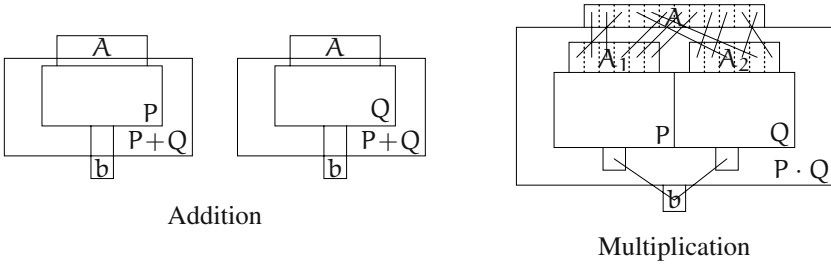 A
P
P+Q
b
A
Q
P+Q
b
Addition
A
A₁ A₂
P Q
P · Q
b
Multiplication